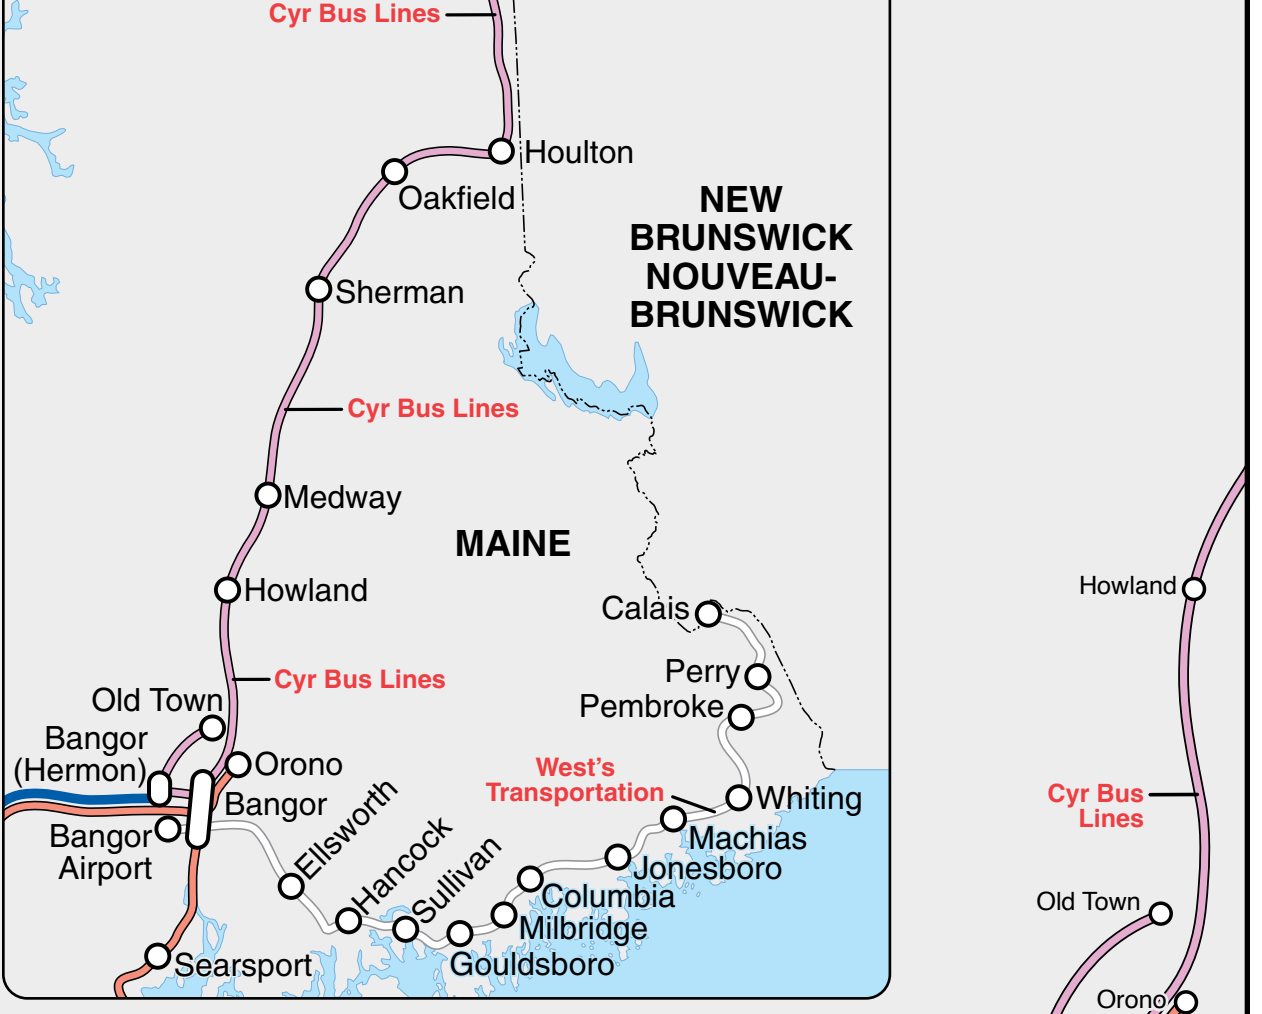 Cyr Bus Lines
Houlton
Oakfield
NEW
BRUNSWICK
NOUVEAU-
BRUNSWICK
Sherman
Cyr Bus Lines
Medway
MAINE
Howland
Calais
Perry
Pembroke
Cyr Bus Lines
Old Town
Bangor
(Hermon)
Orono
Bangor
Bangor
Airport
West's
Transportation
Whiting
Machias
Jonesboro
Columbia
Milbridge
Gouldsboro
Sullivan
Hancock
Ellsworth
Searsport
Howland
Cyr Bus
Lines
Old Town
Orono